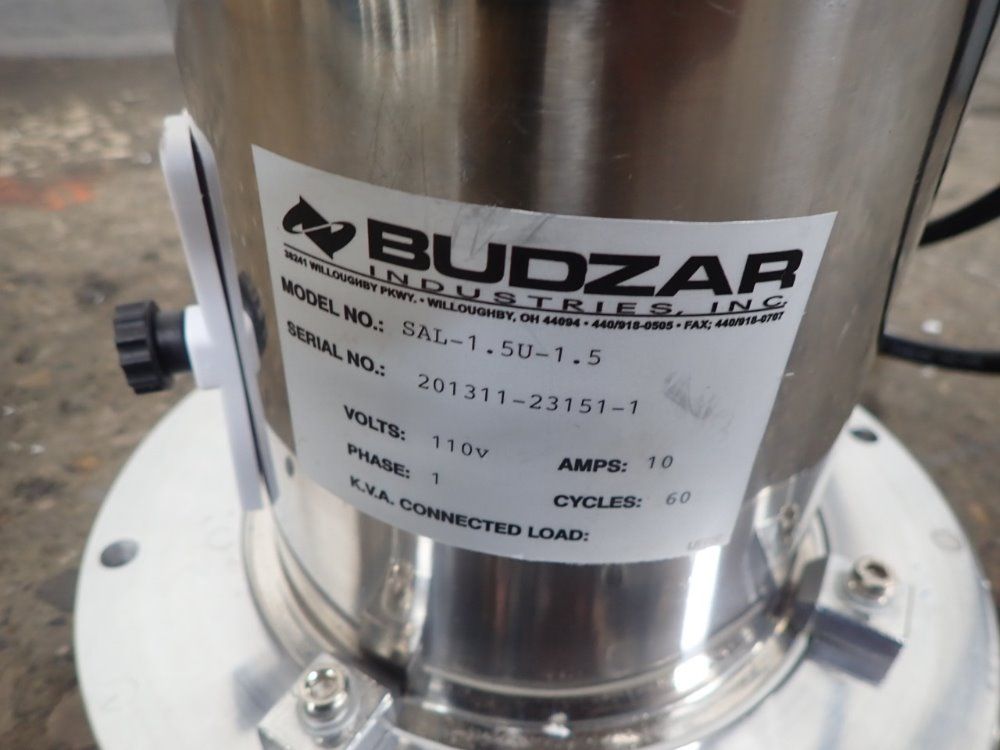 BUDZAR
INDUSTRIES, INC.
38241 WILLOUGHBY PKWY. • WILLOUGHBY, OH 44094 • 440/918-0505 • FAX; 440/918-0707
MODEL NO.: SAL-1.5U-1.5
SERIAL NO.: 201311-23151-1
VOLTS: 110v AMPS: 10
PHASE: 1 CYCLES: 60
K.V.A. CONNECTED LOAD: